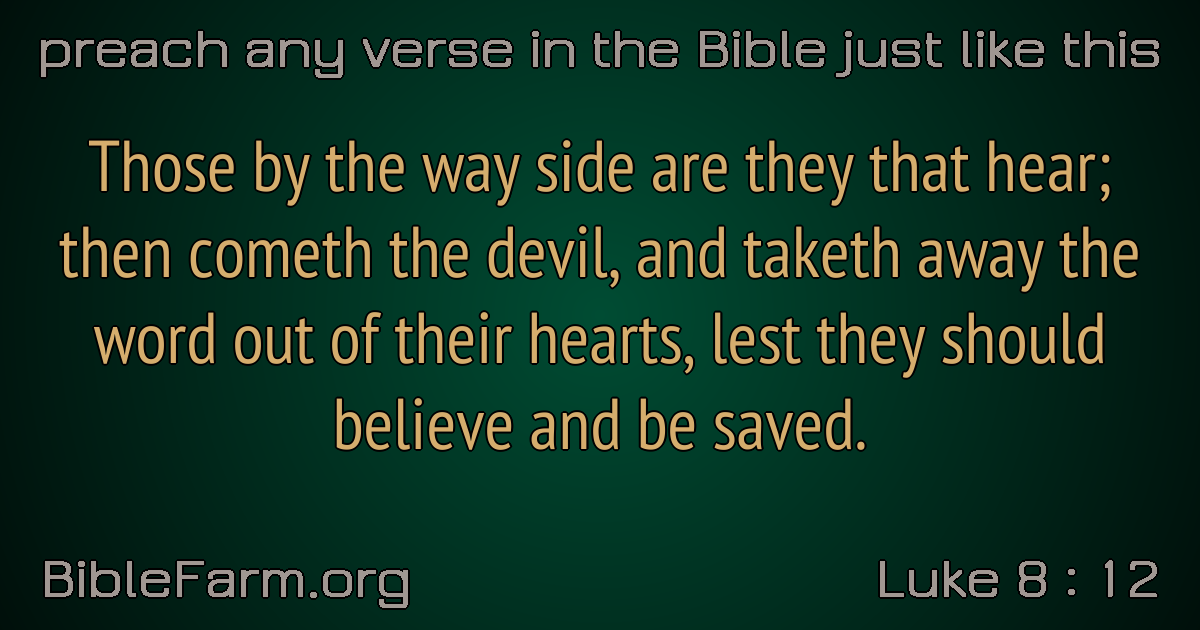 preach any verse in the Bible just like this
Those by the way side are they that hear;
then cometh the devil, and taketh away the
word out of their hearts, lest they should
believe and be saved.
BibleFarm.org
Luke 8 : 12